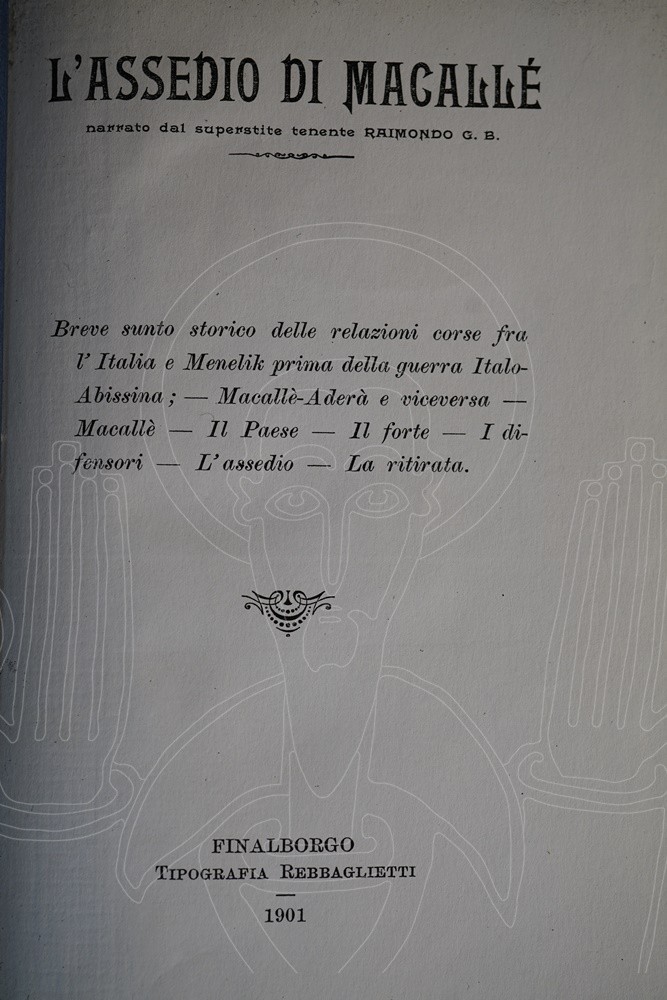 L'ASSEDIO DI MACALLÉ
narrato dal superstite tenente RAIMONDO G. B.
Breve sunto storico delle relazioni corse fra
l'Italia e Menelik prima della guerra Italo-
Abissina; — Macallè-Aderà e viceversa —
Macallè — Il Paese — Il forte — I di-
fensori — L'assedio — La ritirata.
FINALBORGO
TIPOGRAFIA REBBAGLIETTI
1901